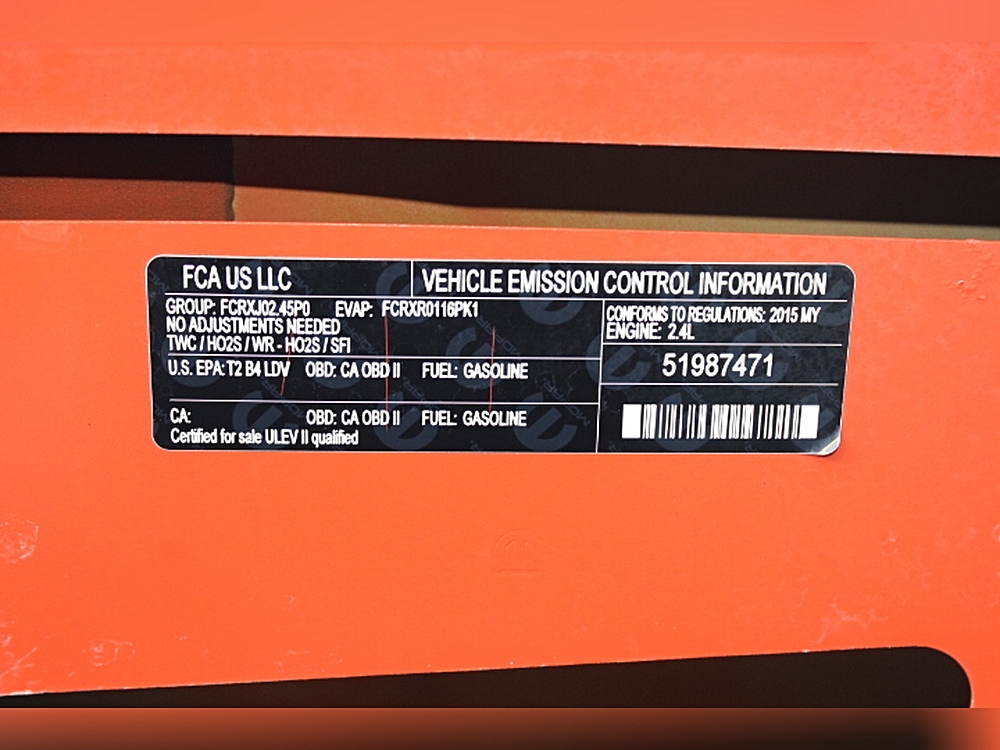 FCA US LLC
VEHICLE EMISSION CONTROL INFORMATION
GROUP: FCRXJ02.45P0 EVAP: FCRXR0116PK1
NO ADJUSTMENTS NEEDED
TWC / HO2S / WR - HO2S / SFI
U.S. EPA: T2 B4 LDV OBD: CA OBD II FUEL: GASOLINE
CA: OBD: CA OBD II FUEL: GASOLINE
Certified for sale ULEV II qualified
CONFORMS TO REGULATIONS: 2015 MY
ENGINE: 2.4L
51987471